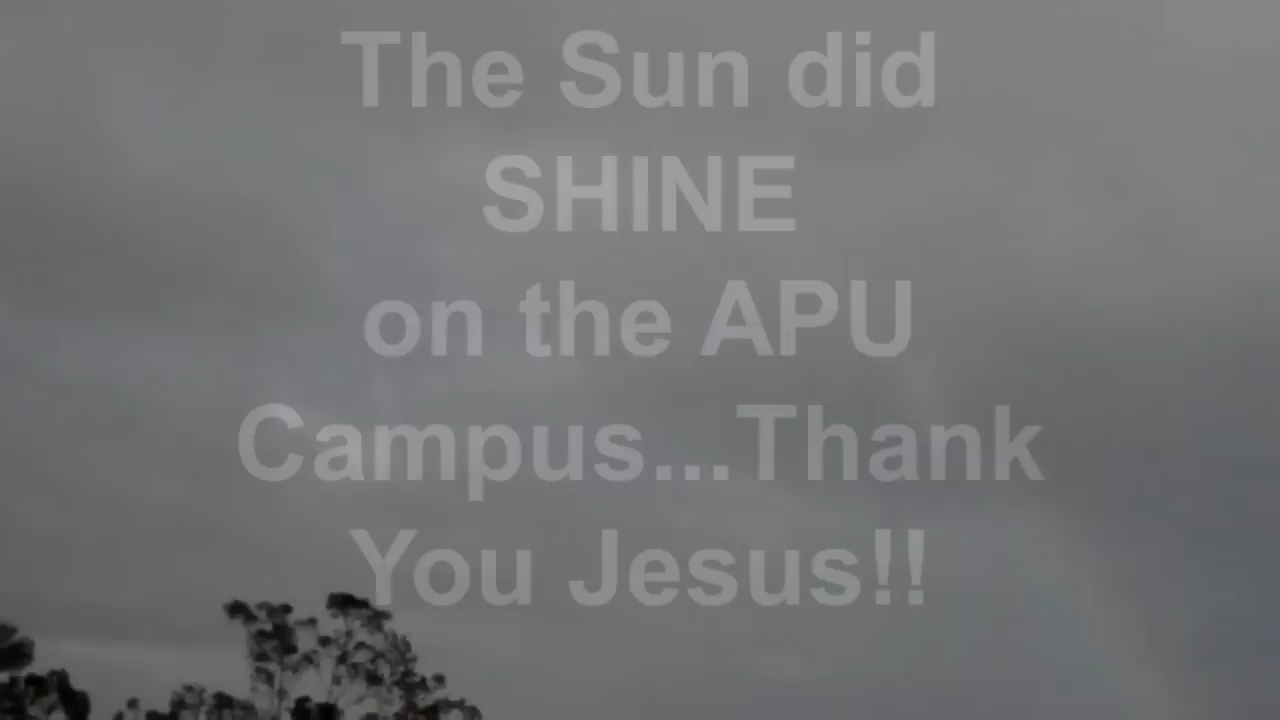 The Sun did
SHINE
on the APU
Campus...Thank
You Jesus!!